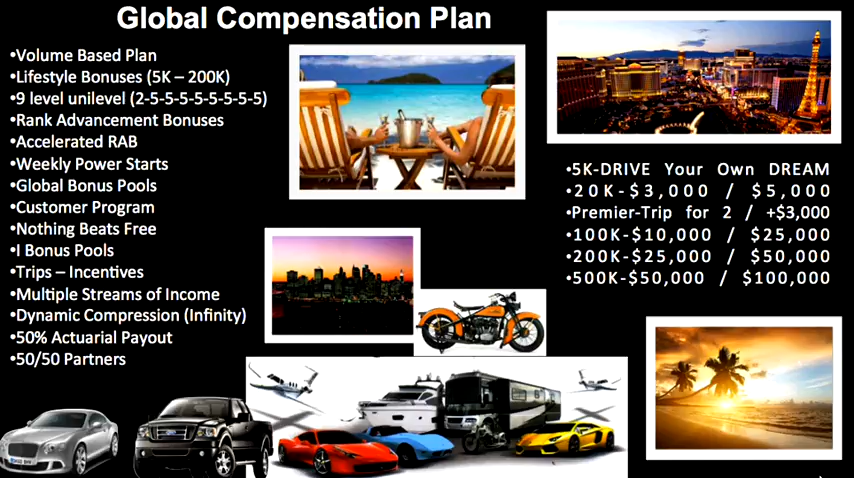 Global Compensation Plan
•Volume Based Plan
•Lifestyle Bonuses (5K – 200K)
•9 level unilevel (2-5-5-5-5-5-5-5-5)
•Rank Advancement Bonuses
•Accelerated RAB
•Weekly Power Starts
•Global Bonus Pools
•Customer Program
•Nothing Beats Free
•I Bonus Pools
•Trips – Incentives
•Multiple Streams of Income
•Dynamic Compression (Infinity)
•50% Actuarial Payout
•50/50 Partners
•5K-DRIVE Your Own DREAM
•20K-$3,000 / $5,000
•Premier-Trip for 2 / +$3,000
•100K-$10,000 / $25,000
•200K-$25,000 / $50,000
•500K-$50,000 / $100,000